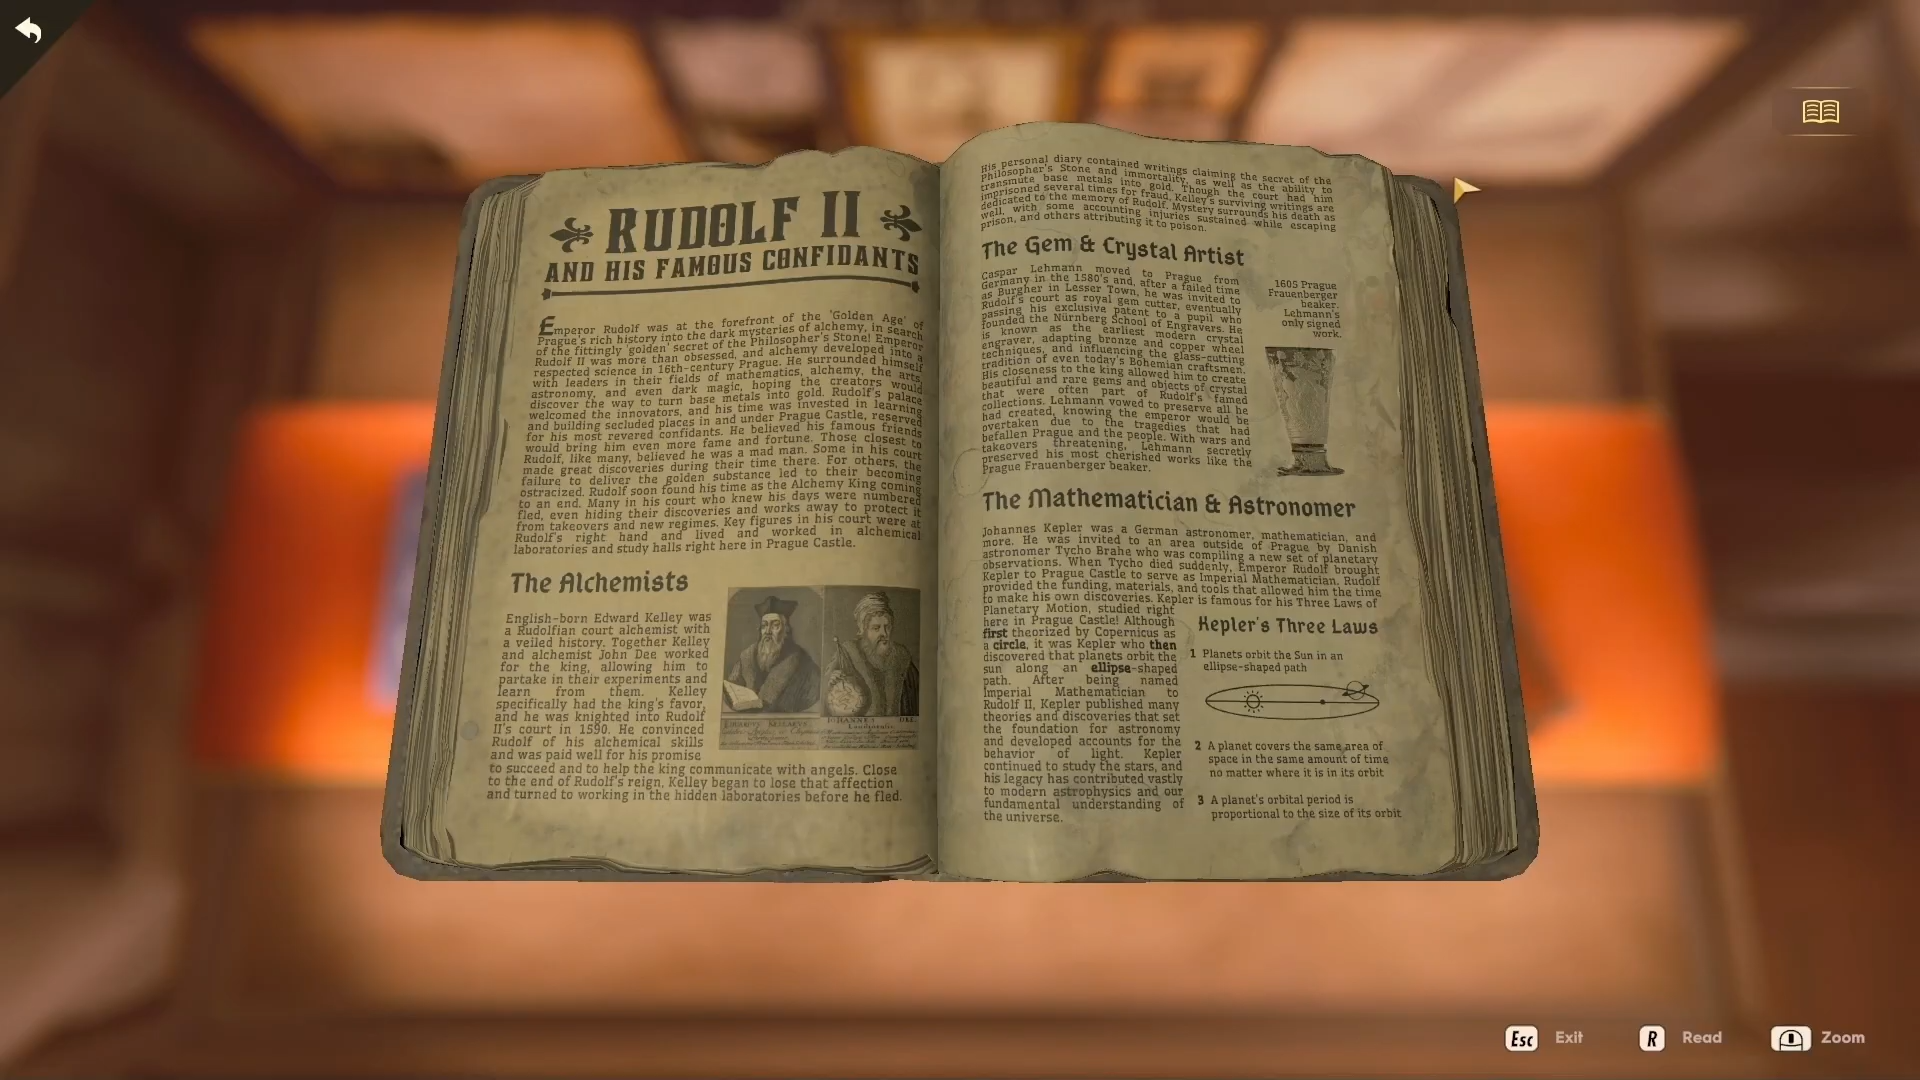 RUDOLF II
AND HIS FAMOUS CONFIDANTS
Emperor Rudolf was at the forefront of the 'Golden Age' of
Prague's rich history into the dark mysteries of alchemy, in search
of the fittingly 'golden' secret of the Philosopher's Stone! Emperor
Rudolf II was more than obsessed, and alchemy developed into a
respected science in 16th-century Prague. He surrounded himself
with leaders in their fields of mathematics, alchemy, the arts,
astronomy, and even dark magic, hoping the creators would
discover the way to turn base metals into gold. Rudolf's palace
welcomed the innovators, and his time was invested in learning
and building secluded places in and under Prague Castle, reserved
for his most revered confidants. He believed his famous friends
would bring him even more fame and fortune. Those closest to
Rudolf, like many, believed he was a mad man. Some in his court
made great discoveries during their time there. For others, the
failure to deliver the golden substance led to their becoming
ostracized. Rudolf soon found his time as the Alchemy King coming
to an end. Many in his court who knew his days were numbered
fled, even hiding their discoveries and works away to protect it
from takeovers and new regimes. Key figures in his court were at
Rudolf's right hand and lived and worked in alchemical
laboratories and study halls right here in Prague Castle.
The Alchemists
English-born Edward Kelley was
a Rudolfian court alchemist with
a veiled history. Together Kelley
and alchemist John Dee worked
for the king, allowing him to
partake in their experiments and
learn from them. Kelley
specifically had the king's favor,
and he was knighted into Rudolf
II's court in 1590. He convinced
Rudolf of his alchemical skills
and was paid well for his promise
to succeed and to help the king communicate with angels. Close
to the end of Rudolf's reign, Kelley began to lose that affection
and turned to working in the hidden laboratories before he fled.
His personal diary contained writings claiming the secret of the
Philosopher's Stone and immortality, as well as the ability to
transmute base metals into gold. Though the court had him
imprisoned several times for fraud, Kelley's surviving writings are
dedicated to the memory of Rudolf. Mystery surrounds his death as
well, with some accounting injuries sustained while escaping
prison, and others attributing it to poison.
The Gem & Crystal Artist
Caspar Lehmann moved to Prague from
Germany in the 1580's and, after a failed time
as Burgher in Lesser Town, he was invited to
Rudolf's court as royal gem cutter, eventually
passing his exclusive patent to a pupil who
founded the Nürnberg School of Engravers. He
is known as the earliest modern crystal
engraver, adapting bronze and copper wheel
techniques, and influencing the glass-cutting
tradition of even today's Bohemian craftsmen.
His closeness to the king allowed him to create
beautiful and rare gems and objects of crystal
that were often part of Rudolf's famed
collections. Lehmann vowed to preserve all he
had created, knowing the emperor would be
overtaken due to the tragedies that had
befallen Prague and the people. With wars and
takeovers threatening, Lehmann secretly
preserved his most cherished works like the
Prague Frauenberger beaker.
1605 Prague
Frauenberger
beaker.
Lehmann's
only signed
work.
The Mathematician & Astronomer
Johannes Kepler was a German astronomer, mathematician, and
more. He was invited to an area outside of Prague by Danish
astronomer Tycho Brahe who was compiling a new set of planetary
observations. When Tycho died suddenly, Emperor Rudolf brought
Kepler to Prague Castle to serve as Imperial Mathematician. Rudolf
provided the funding, materials, and tools that allowed him the time
to make his own discoveries. Kepler is famous for his Three Laws of
Planetary Motion, studied right
here in Prague Castle! Although
first theorized by Copernicus as
a circle, it was Kepler who then
discovered that planets orbit the
sun along an ellipse-shaped
path. After being named
Imperial Mathematician to
Rudolf II, Kepler published many
theories and discoveries that set
the foundation for astronomy
and developed accounts for the
behavior of light. Kepler
continued to study the stars, and
his legacy has contributed vastly
to modern astrophysics and our
fundamental understanding of
the universe.
Kepler's Three Laws
1 Planets orbit the Sun in an
ellipse-shaped path
2 A planet covers the same area of
space in the same amount of time
no matter where it is in its orbit
3 A planet's orbital period is
proportional to the size of its orbit
Esc Exit R Read Zoom